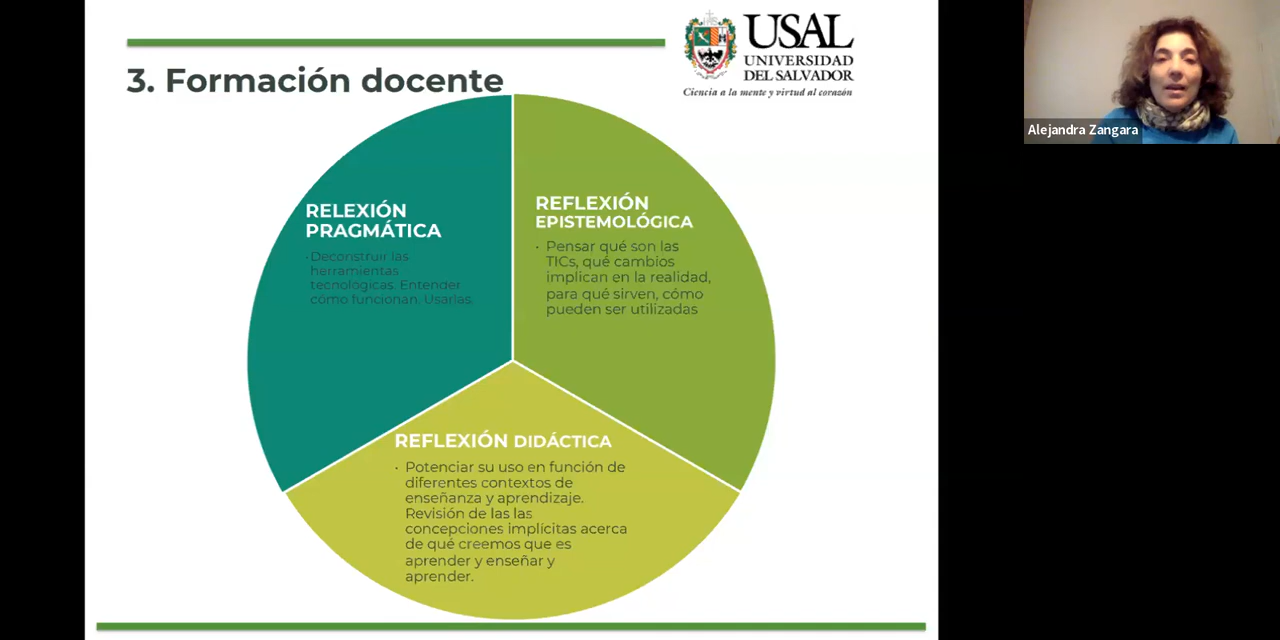 3. Formación docente
USAL
UNIVERSIDAD
DEL SALVADOR
Ciencia a la mente y virtud al corazón
RELEXIÓN
PRAGMÁTICA
· Deconstruir las
herramientas
tecnológicas. Entender
cómo funcionan. Usarlas.
REFLEXIÓN
EPISTEMOLÓGICA
· Pensar qué son las
TICs, qué cambios
implican en la realidad,
para qué sirven, cómo
pueden ser utilizadas
REFLEXIÓN DIDÁCTICA
· Potenciar su uso en función de
diferentes contextos de
enseñanza y aprendizaje.
Revisión de las las
concepciones implícitas acerca
de qué creemos que es
aprender y enseñar y
aprender.
Alejandra Zangara